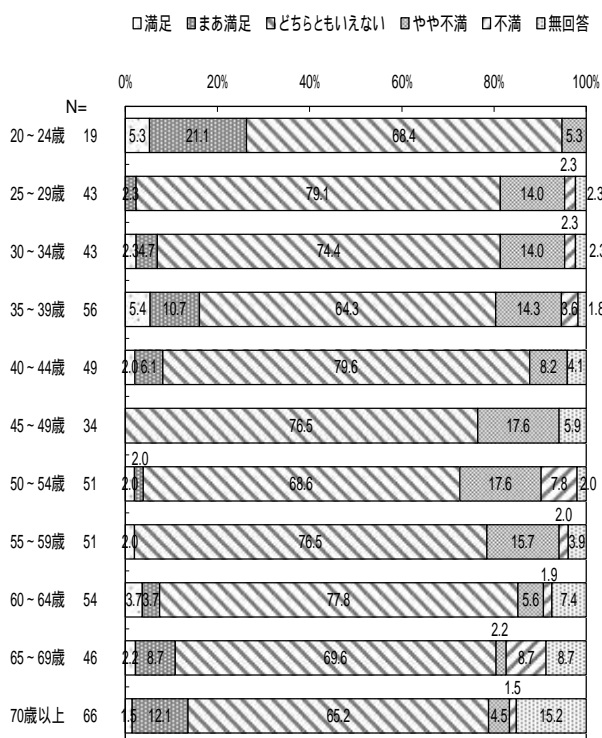 満足 まあ満足 どちらともいえない やや不満 不満 無回答
0% 20% 40% 60% 80% 100%
N=
20～24歳 19 5.3 21.1 68.4 5.3
2.3
25～29歳 43 2.3 79.1 14.0 2.3
2.3
30～34歳 43 2.3 4.7 74.4 14.0 2.3
35～39歳 56 5.4 10.7 64.3 14.3 3.6 1.8
40～44歳 49 2.0 6.1 79.6 8.2 4.1
45～49歳 34 76.5 17.6 5.9
2.0
50～54歳 51 2.0 68.6 17.6 7.8 2.0
2.0
55～59歳 51 2.0 76.5 15.7 3.9
1.9
60～64歳 54 3.7 3.7 77.8 5.6 7.4
2.2
65～69歳 46 2.2 8.7 69.6 8.7 8.7
1.5
70歳以上 66 1.5 12.1 65.2 4.5 15.2